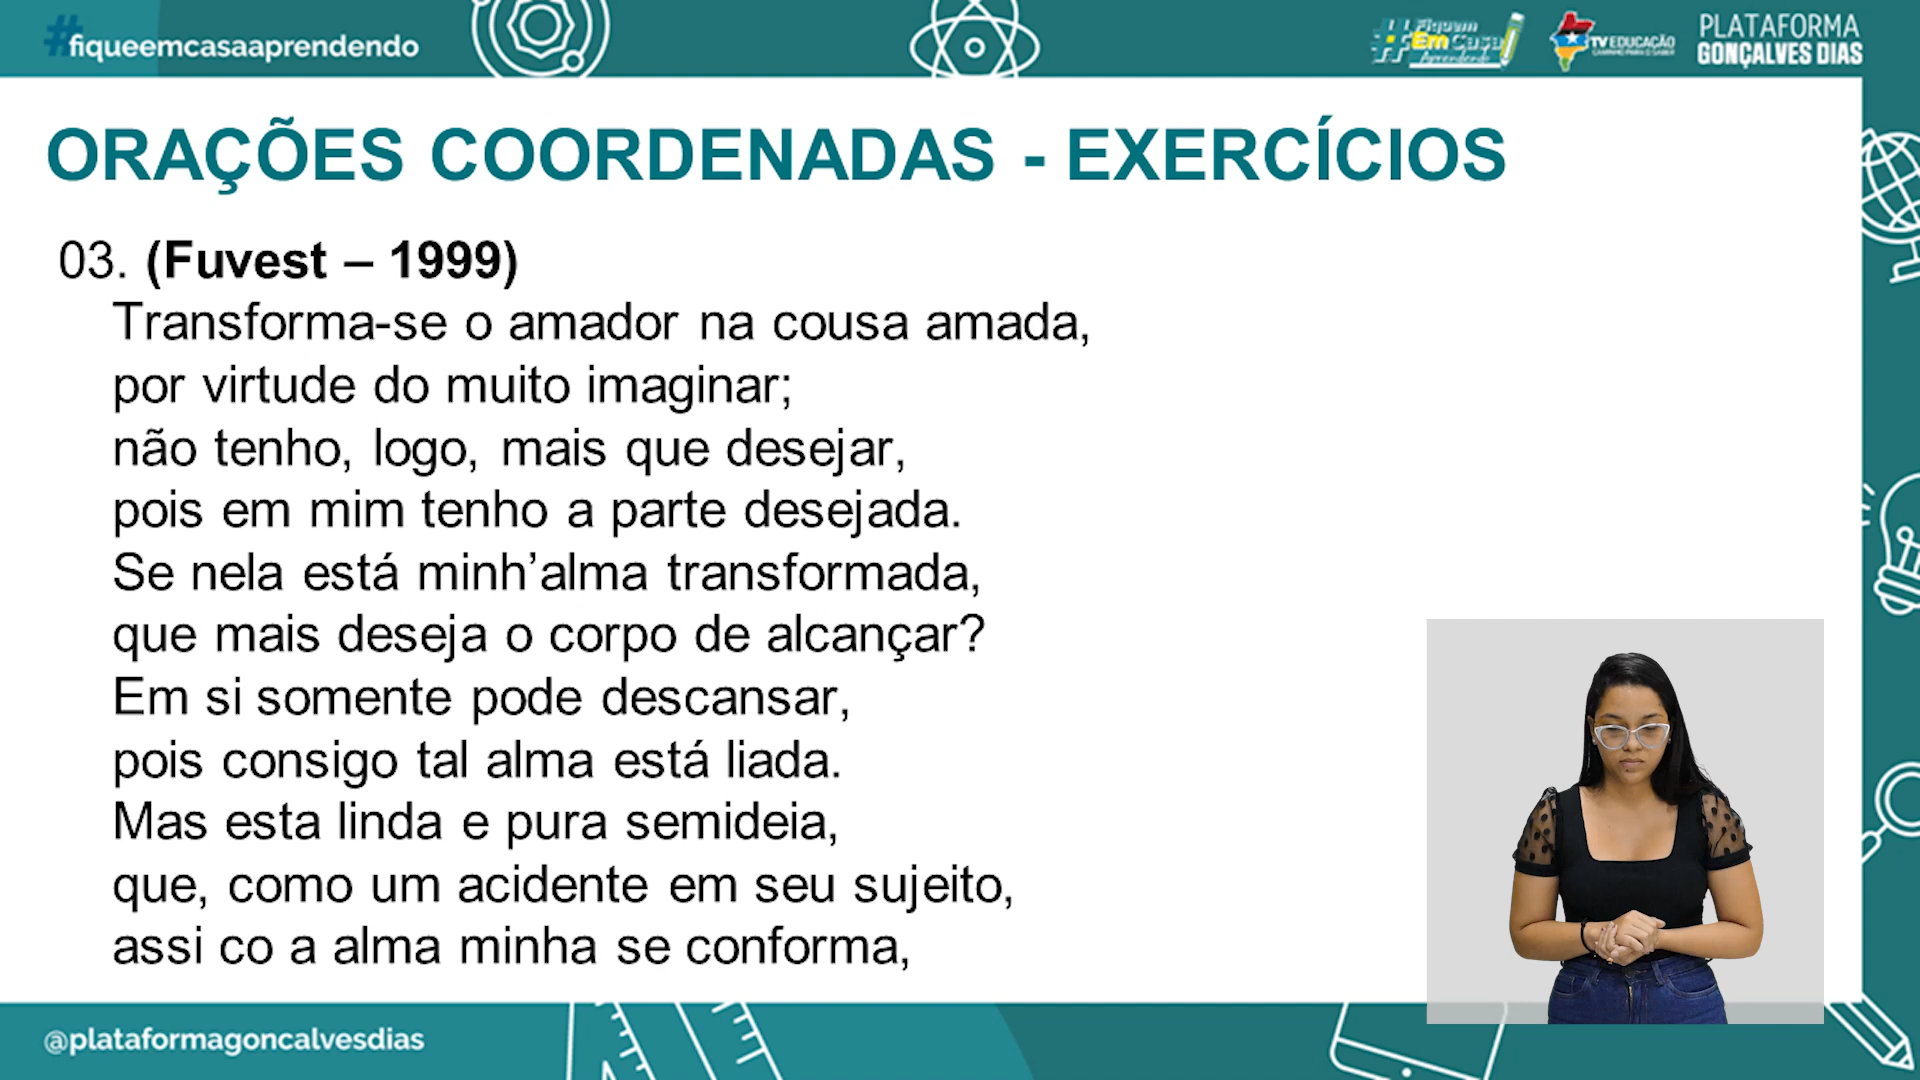 #fiqueemcasaaprendendo
#Fiquem
Em Casa
Aprendendo
TV EDUCAÇÃO
PLATAFORMA
GONÇALVES DIAS
ORAÇÕES COORDENADAS - EXERCÍCIOS
03. (Fuvest – 1999)
Transforma-se o amador na cousa amada,
por virtude do muito imaginar;
não tenho, logo, mais que desejar,
pois em mim tenho a parte desejada.
Se nela está minh’alma transformada,
que mais deseja o corpo de alcançar?
Em si somente pode descansar,
pois consigo tal alma está liada.
Mas esta linda e pura semideia,
que, como um acidente em seu sujeito,
assi co a alma minha se conforma,
@plataformagoncalvesdias